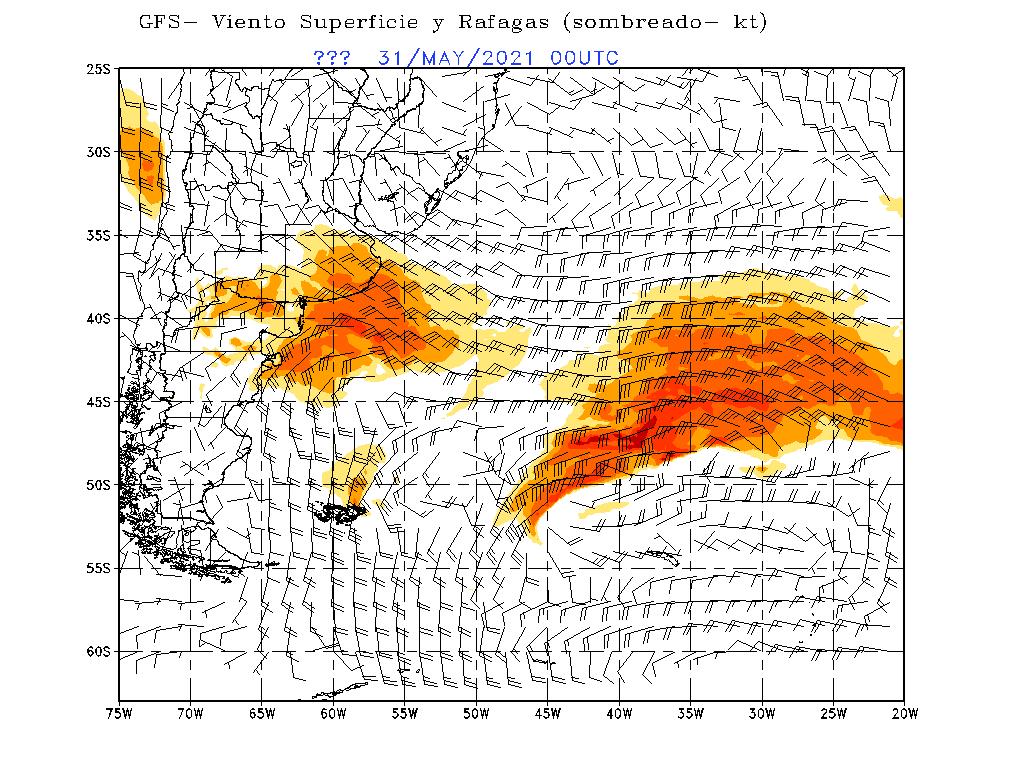 GFS− Viento Superficie y Rafagas (sombreado− kt)
??? 31/MAY/2021 00UTC
25S
30S
35S
40S
45S
50S
55S
60S
75W 70W 65W 60W 55W 50W 45W 40W 35W 30W 25W 20W